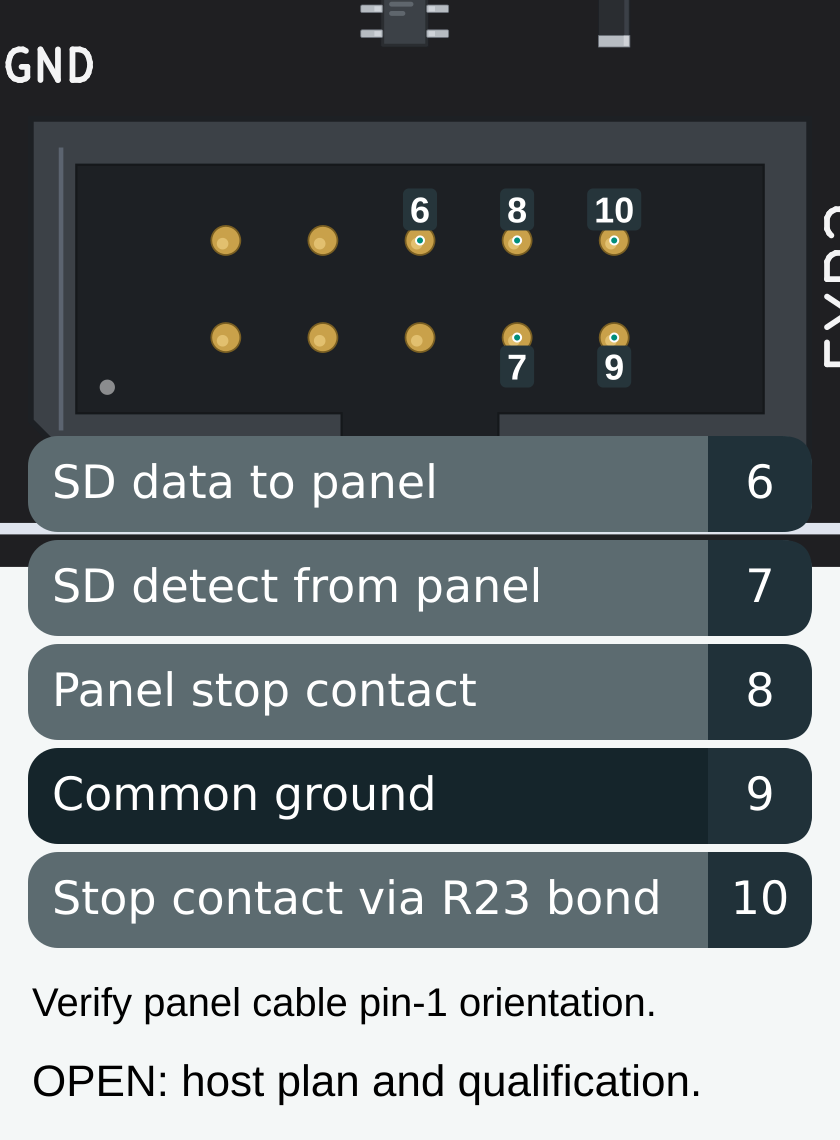 GND
6 8 10
7 9
SD data to panel 6
SD detect from panel 7
Panel stop contact 8
Common ground 9
Stop contact via R23 bond 10
Verify panel cable pin-1 orientation.
OPEN: host plan and qualification.